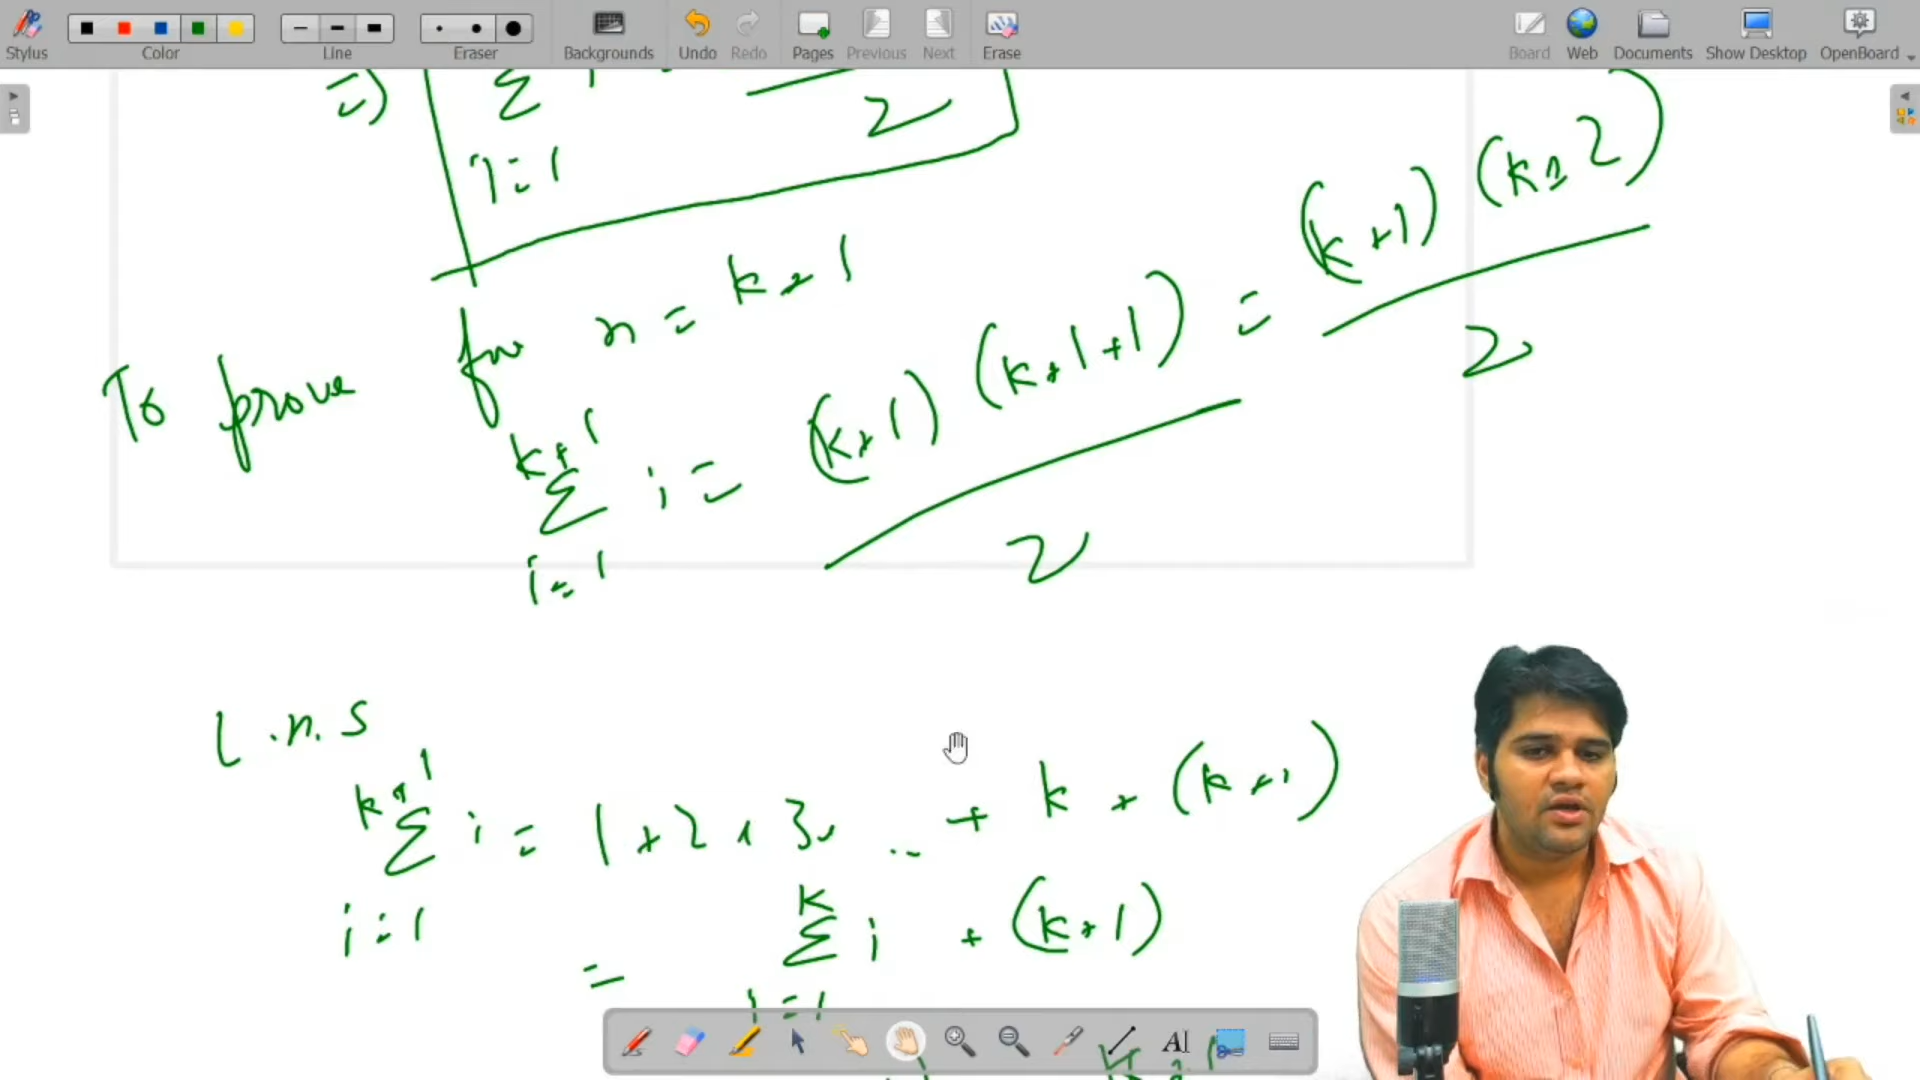 Stylus Color Line Eraser Backgrounds Undo Redo Pages Previous Next Erase Board Web Documents Show Desktop OpenBoard
=) Σ
2
i=1
To prove for n = k+1
k+1
Σ i = (k+1) (k+1+1) = (k+1) (k+2)
i=1
2 2
L.H.S
k+1
Σ i = 1+2+3. .. + k + (k+1)
i=1
k
= Σ i + (k+1)
i=1
AI